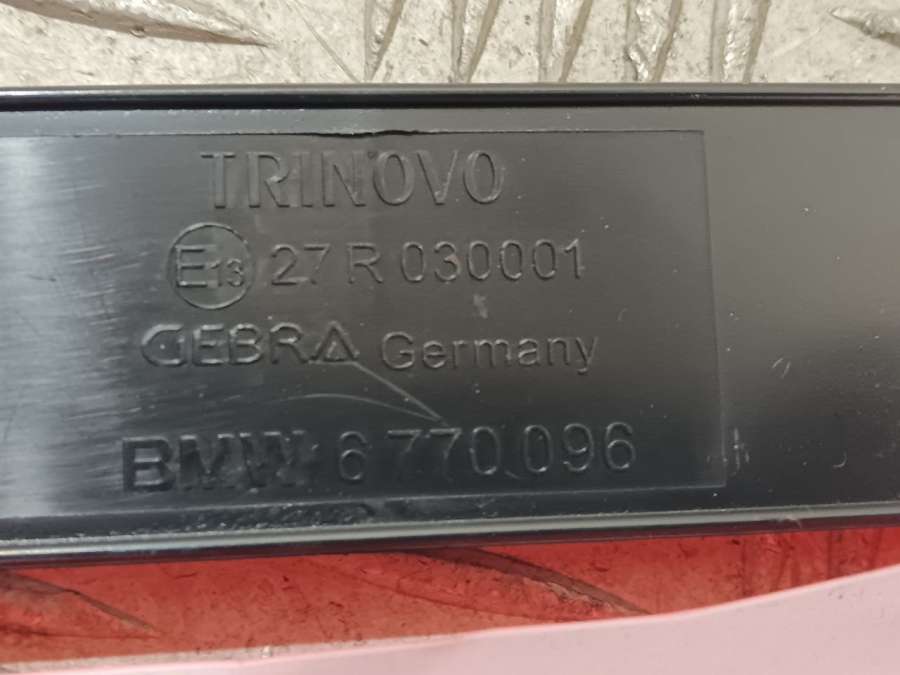 TRINOVO
E13 27 R 030001
GEBRA Germany
BMW 6 770 096